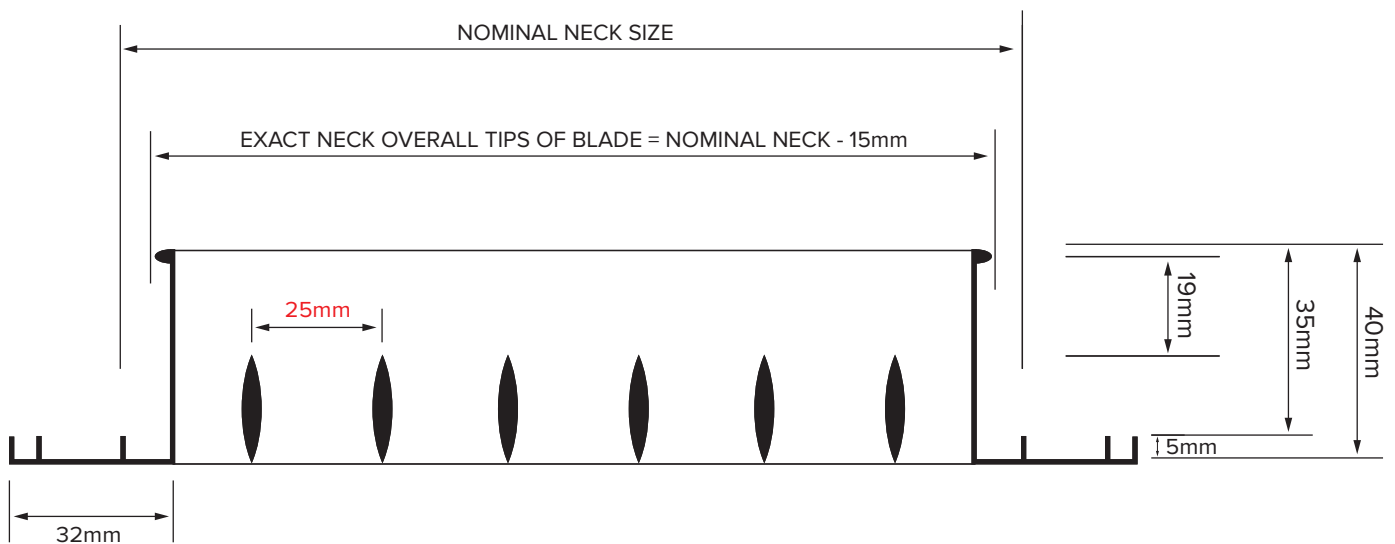 NOMINAL NECK SIZE
EXACT NECK OVERALL TIPS OF BLADE = NOMINAL NECK - 15mm
25mm
19mm
35mm
40mm
5mm
32mm